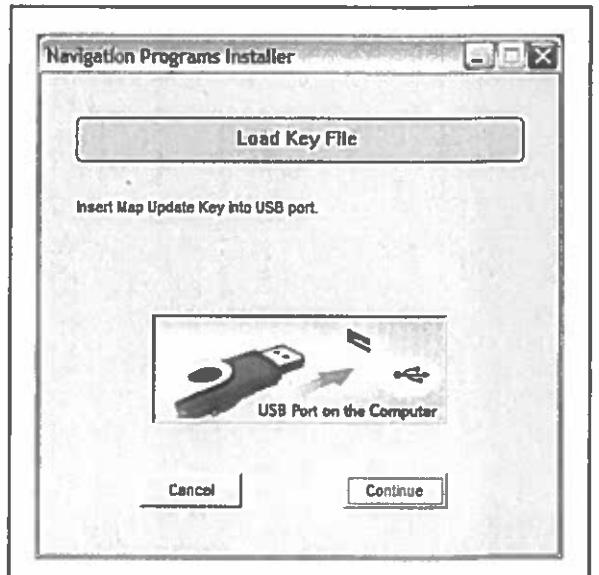 Navigation Programs Installer
Load Key File
Insert Map Update Key into USB port.
USB Port on the Computer
Cancel
Continue